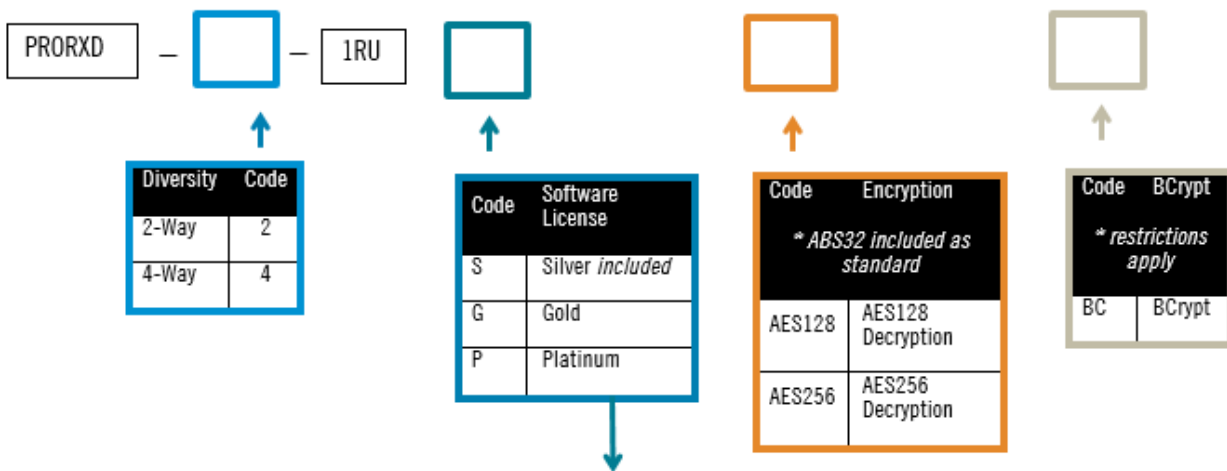 PRORXD – – 1RU
Diversity Code
2-Way 2
4-Way 4
Code Software
License
S Silver included
G Gold
P Platinum
Code Encryption
* ABS32 included as
standard
AES128 AES128
Decryption
AES256 AES256
Decryption
Code BCrypt
* restrictions
apply
BC BCrypt